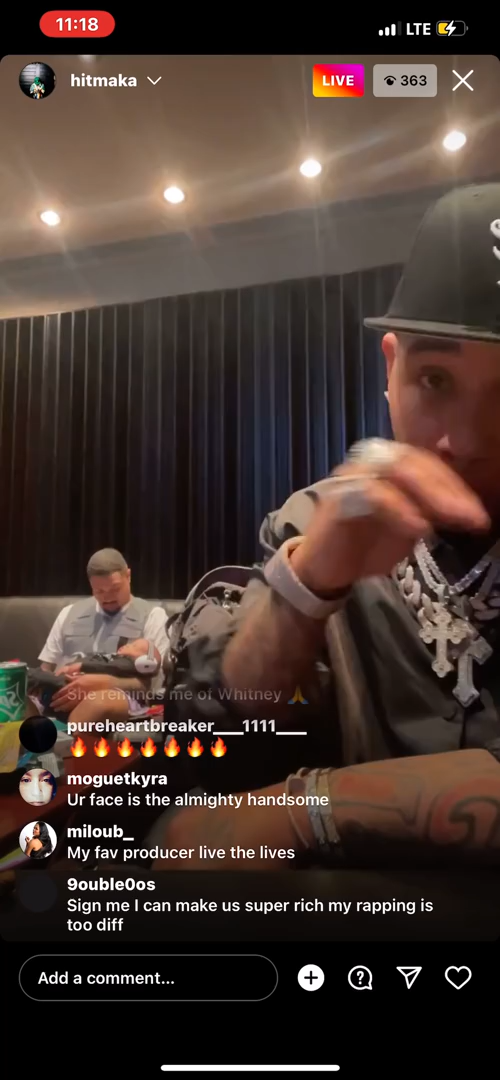 11:18
LTE
hitmaka
LIVE
363
She reminds me of Whitney 🙏
pureheartbreaker___1111___
🔥🔥🔥🔥🔥🔥🔥
moguetkyra
Ur face is the almighty handsome
miloub_
My fav producer live the lives
9ouble0os
Sign me I can make us super rich my rapping is
too diff
Add a comment...